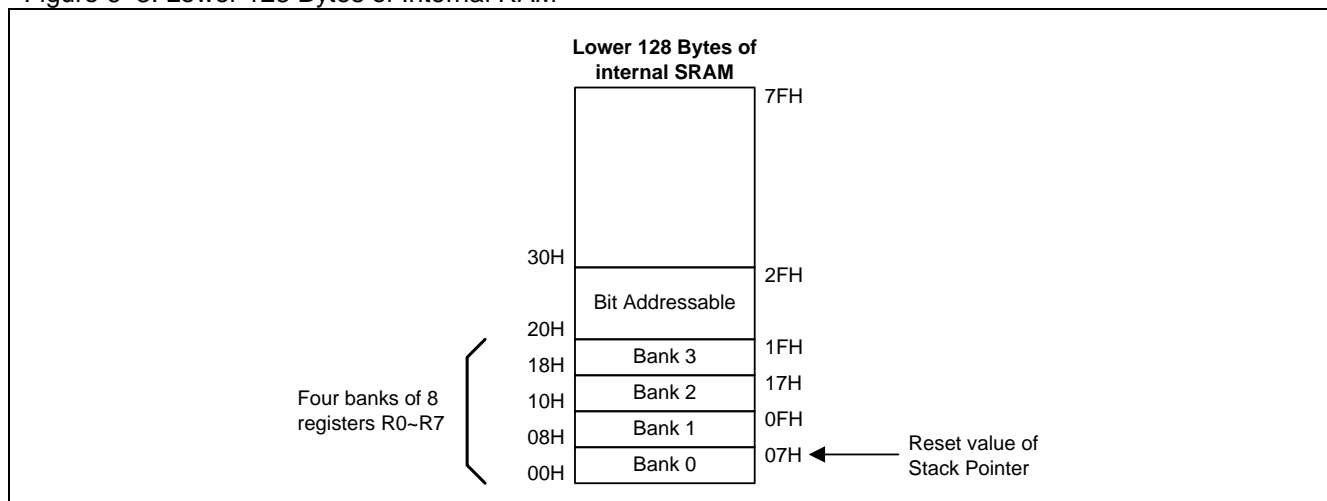 Lower 128 Bytes of
internal SRAM
7FH
30H
2FH
Bit Addressable
20H
1FH
Bank 3
18H
17H
Bank 2
10H
0FH
Bank 1
08H
07H
Bank 0
00H
Four banks of 8
registers R0~R7
Reset value of
Stack Pointer